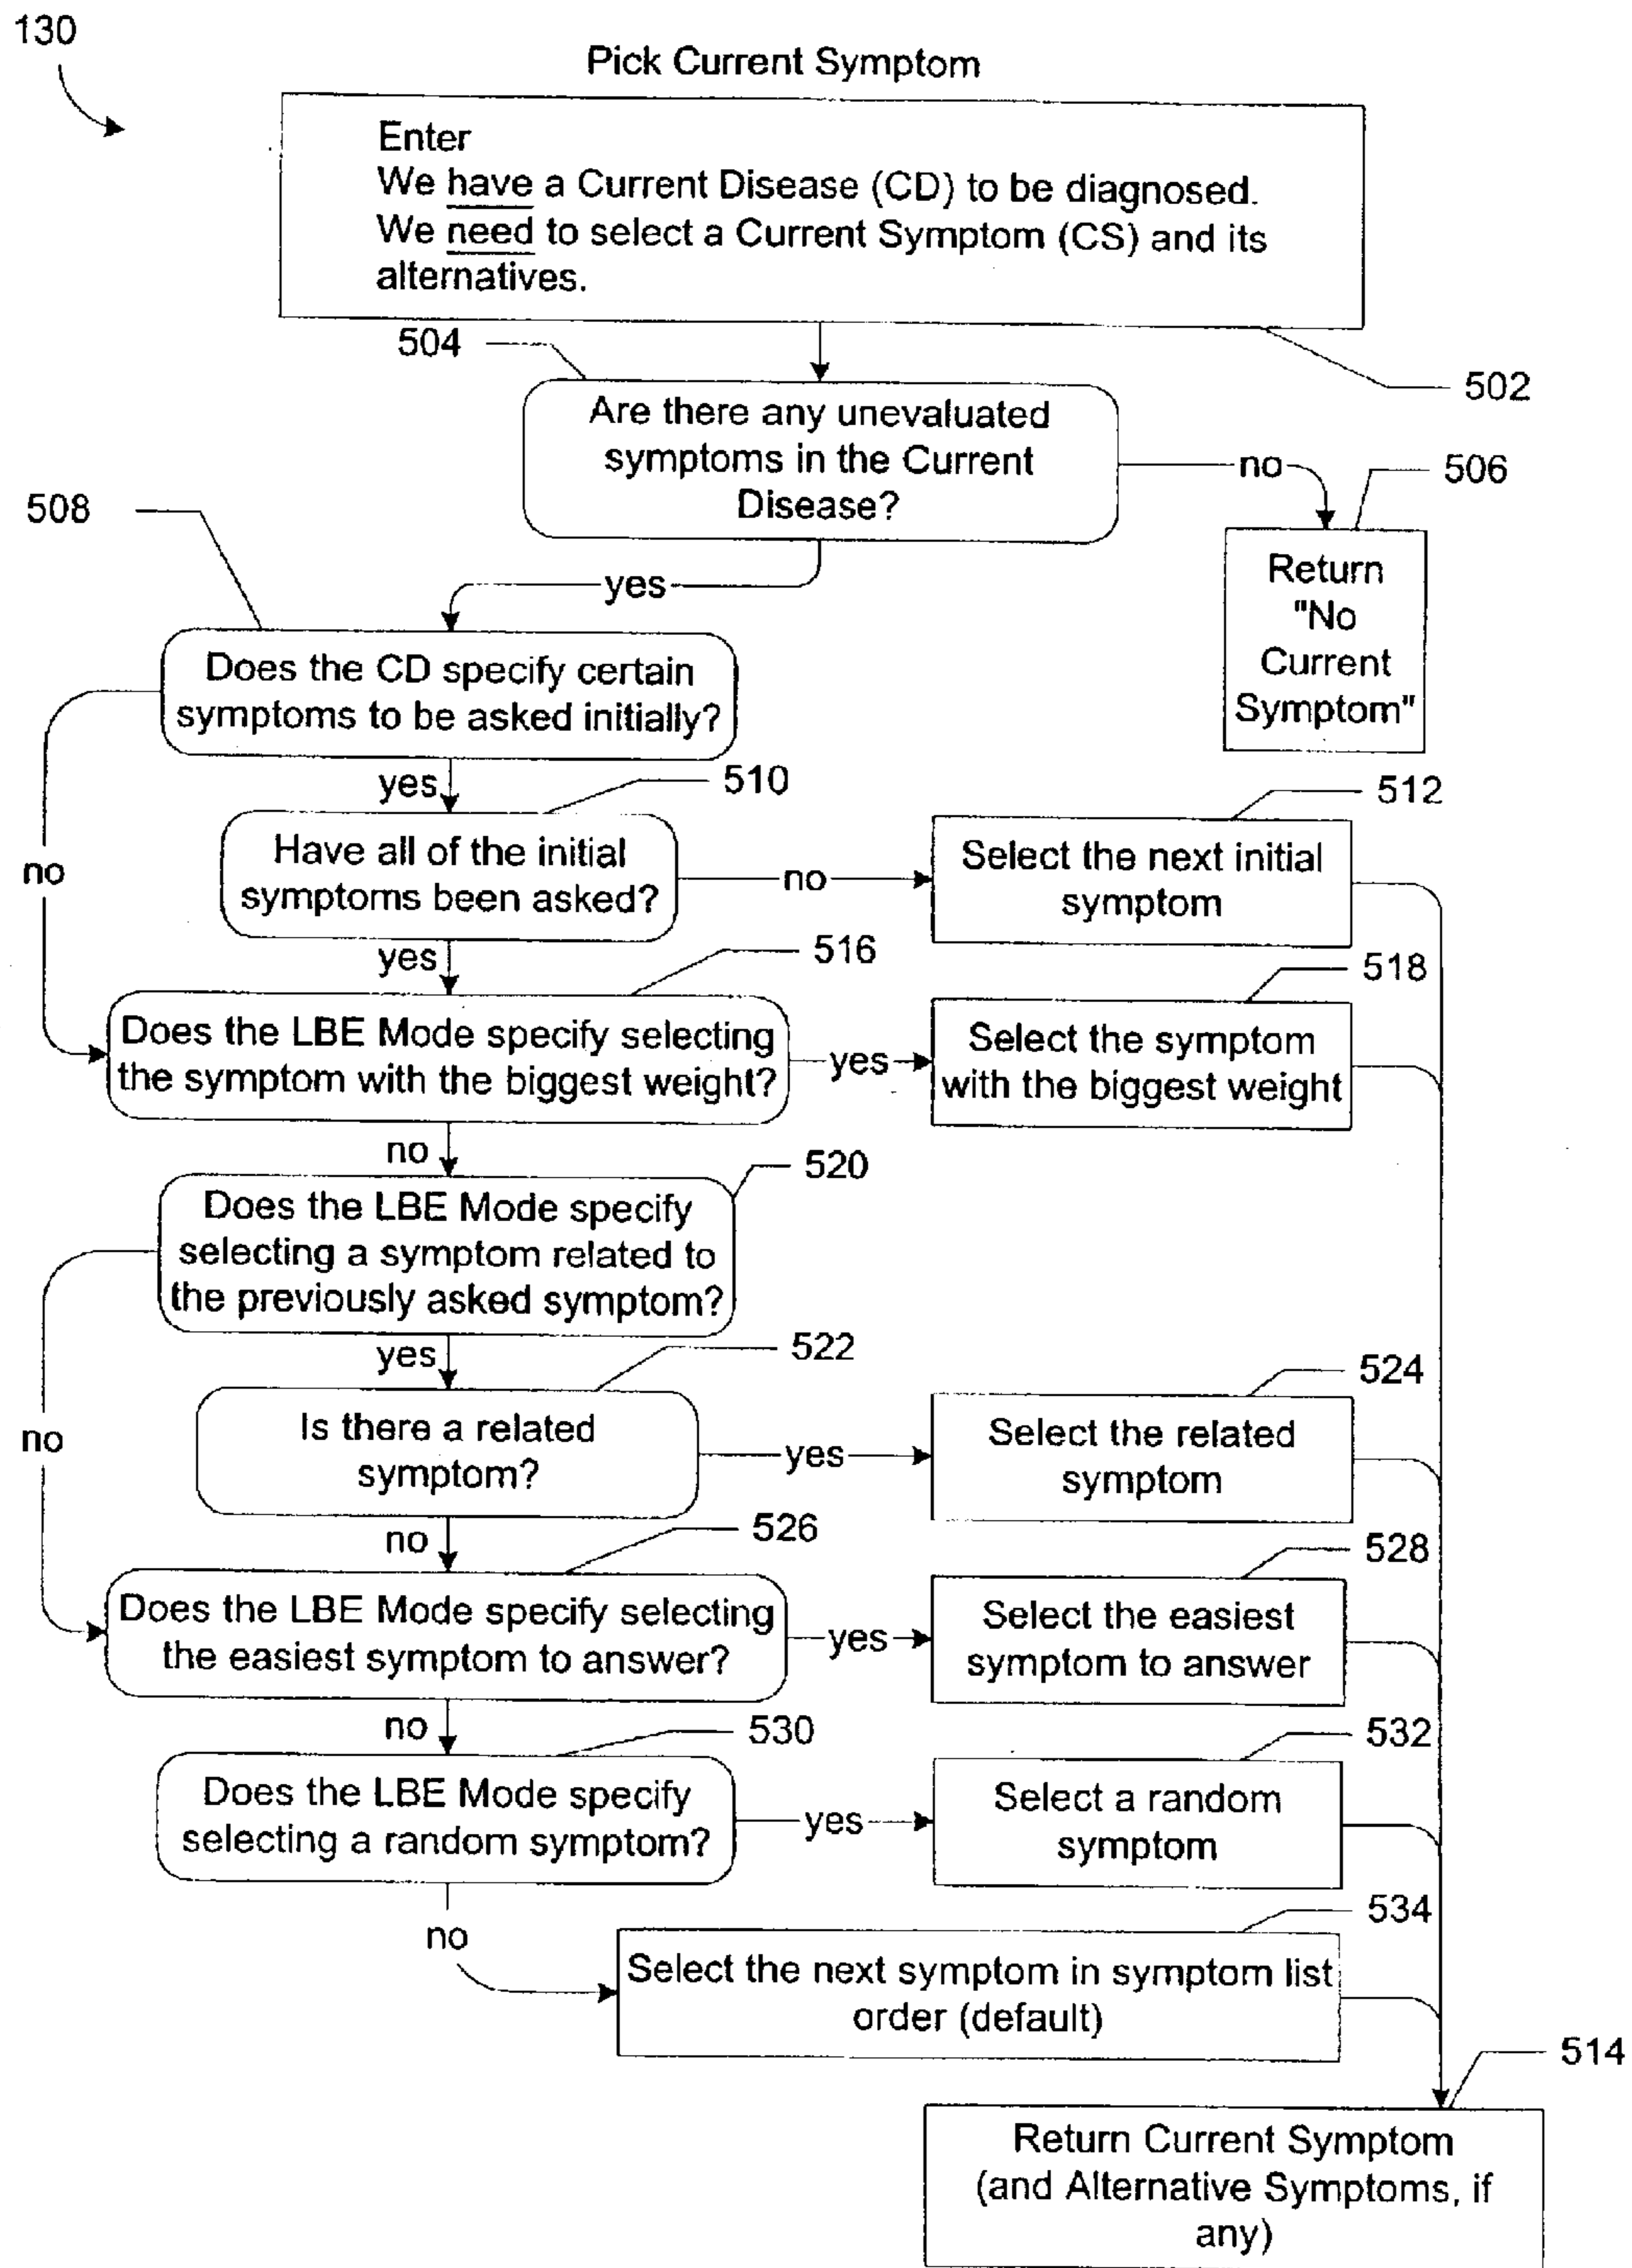 130
Pick Current Symptom
Enter
We have a Current Disease (CD) to be diagnosed.
We need to select a Current Symptom (CS) and its
alternatives.
504
502
Are there any unevaluated
symptoms in the Current
Disease?
no
506
508
yes
Return
"No
Current
Symptom"
Does the CD specify certain
symptoms to be asked initially?
yes
510
512
no
Have all of the initial
symptoms been asked?
no
Select the next initial
symptom
yes
516
518
Does the LBE Mode specify selecting
the symptom with the biggest weight?
yes
Select the symptom
with the biggest weight
no
520
Does the LBE Mode specify
selecting a symptom related to
the previously asked symptom?
yes
522
524
no
Is there a related
symptom?
yes
Select the related
symptom
no
526
528
Does the LBE Mode specify selecting
the easiest symptom to answer?
yes
Select the easiest
symptom to answer
no
530
532
Does the LBE Mode specify
selecting a random symptom?
yes
Select a random
symptom
534
no
Select the next symptom in symptom list
order (default)
514
Return Current Symptom
(and Alternative Symptoms, if
any)